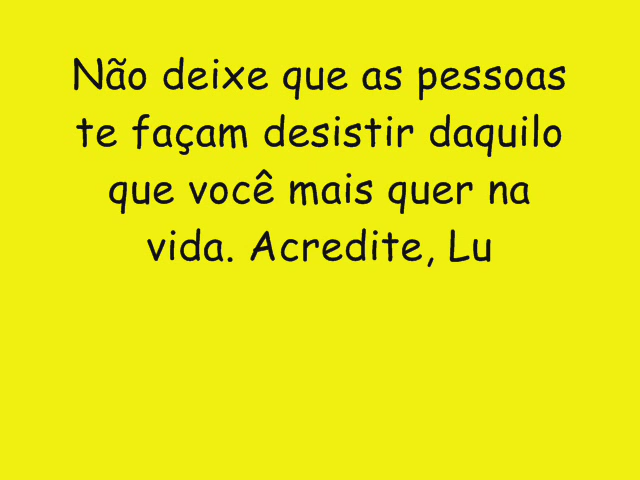 Não deixe que as pessoas
te façam desistir daquilo
que você mais quer na
vida. Acredite, Lu